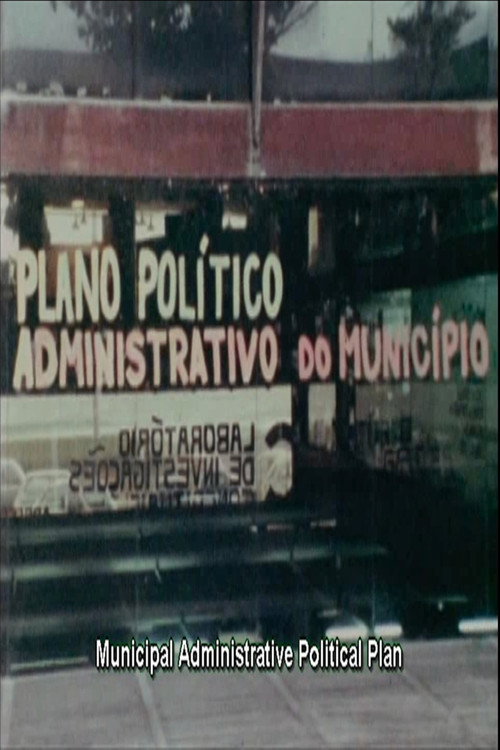 PLANO POLÍTICO
ADMINISTRATIVO DO MUNICÍPIO
LABORATÓRIO
DE INVESTIGAÇÕES
Municipal Administrative Political Plan